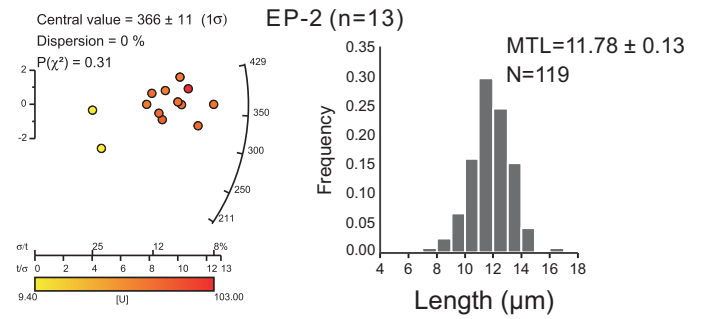 EP-2 (n=13)
Central value = 366 ± 11 (1σ)
Dispersion = 0 %
P(χ²) = 0.31
2
0
-2
429
350
300
250
211
σ/t 25 12 8%
t/σ 0 2 4 6 8 10 12 13
9.40 [U] 103.00
MTL=11.78 ± 0.13
N=119
Frequency
0.35
0.30
0.25
0.20
0.15
0.10
0.05
0.00
4 6 8 10 12 14 16 18
Length (µm)